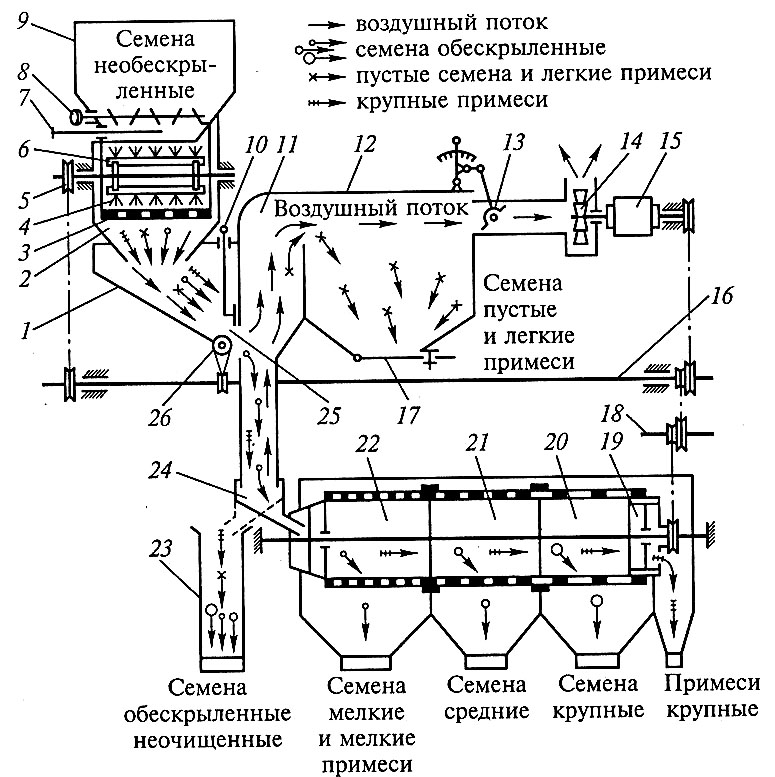 9
Семена
необескры-
ленные
8
7
6
5
4
3
2
1
воздушный поток
семена обескрыленные
пустые семена и легкие примеси
крупные примеси
10
11
12
13
14
15
Воздушный поток
Семена
пустые
и легкие
примеси
16
26
25
17
18
24
22
21
20
19
23
Семена
обескрыленные
неочищенные
Семена
мелкие
и мелкие
примеси
Семена
средние
Семена
крупные
Примеси
крупные